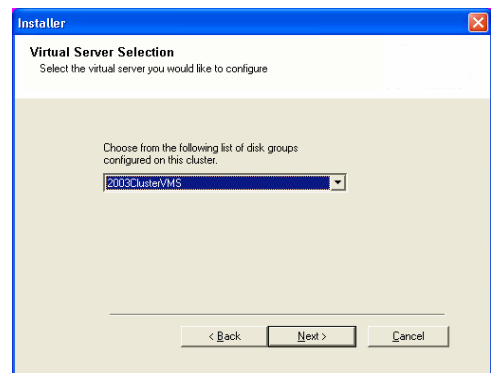 Installer
Virtual Server Selection
Select the virtual server you would like to configure
Choose from the following list of disk groups
configured on this cluster.
2003ClusterVMS
< Back Next > Cancel